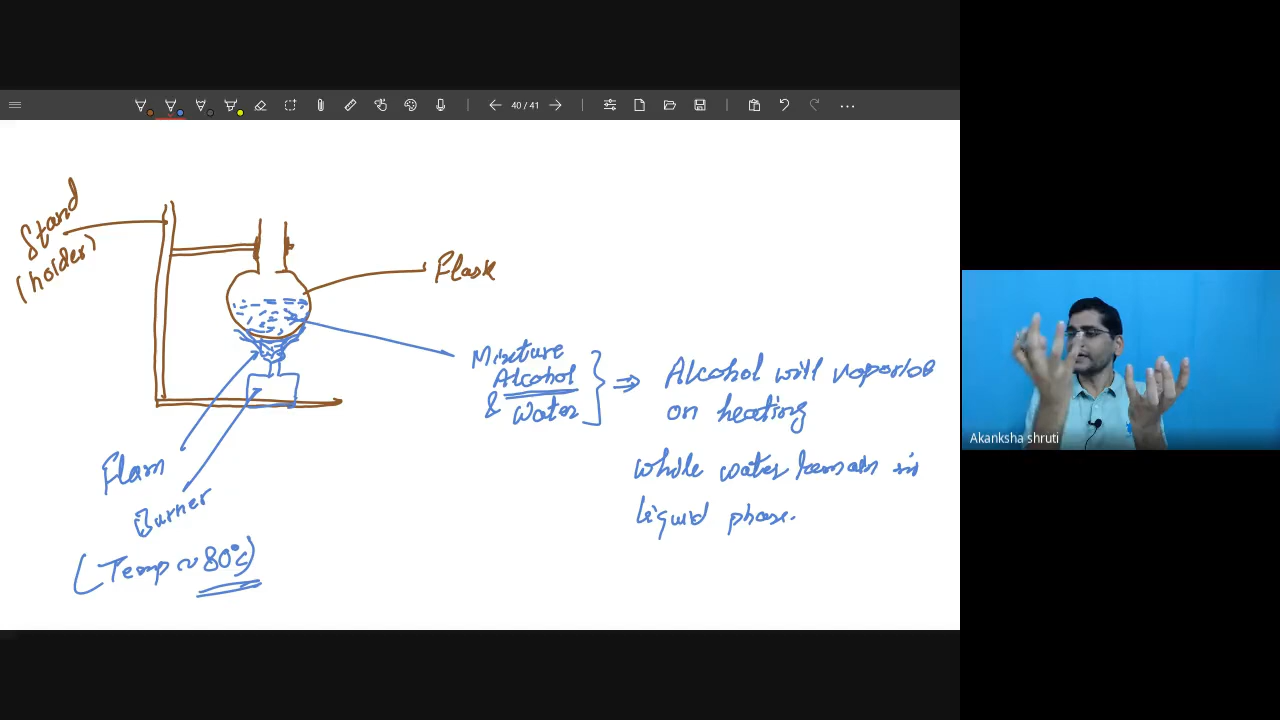 40 / 41
Stand
(holder)
Flask
Mixture
Alcohol
& Water
Alcohol will vaporise
on heating
while water remain in
liquid phase.
Flam
Burner
(Temp ~ 80°c)
Akanksha shruti